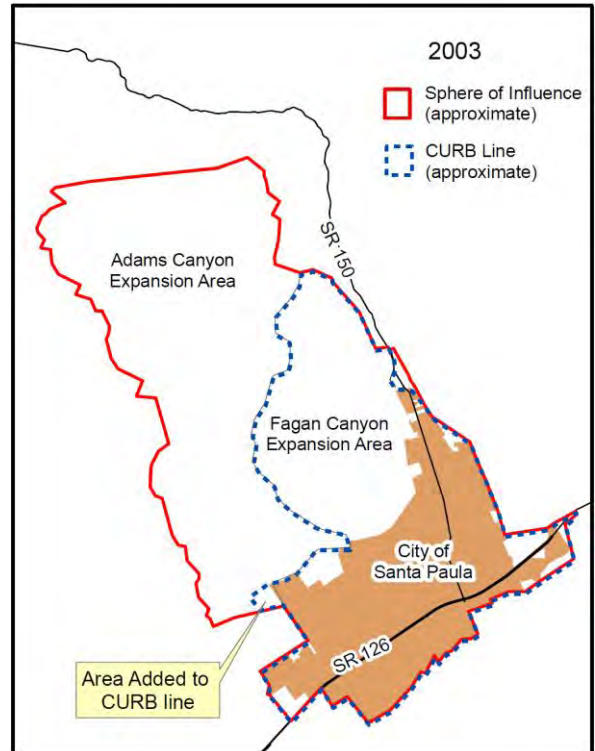 2003
Sphere of Influence
(approximate)
CURB Line
(approximate)
SR 150
Adams Canyon
Expansion Area
Fagan Canyon
Expansion Area
City of
Santa Paula
SR 126
Area Added to
CURB line